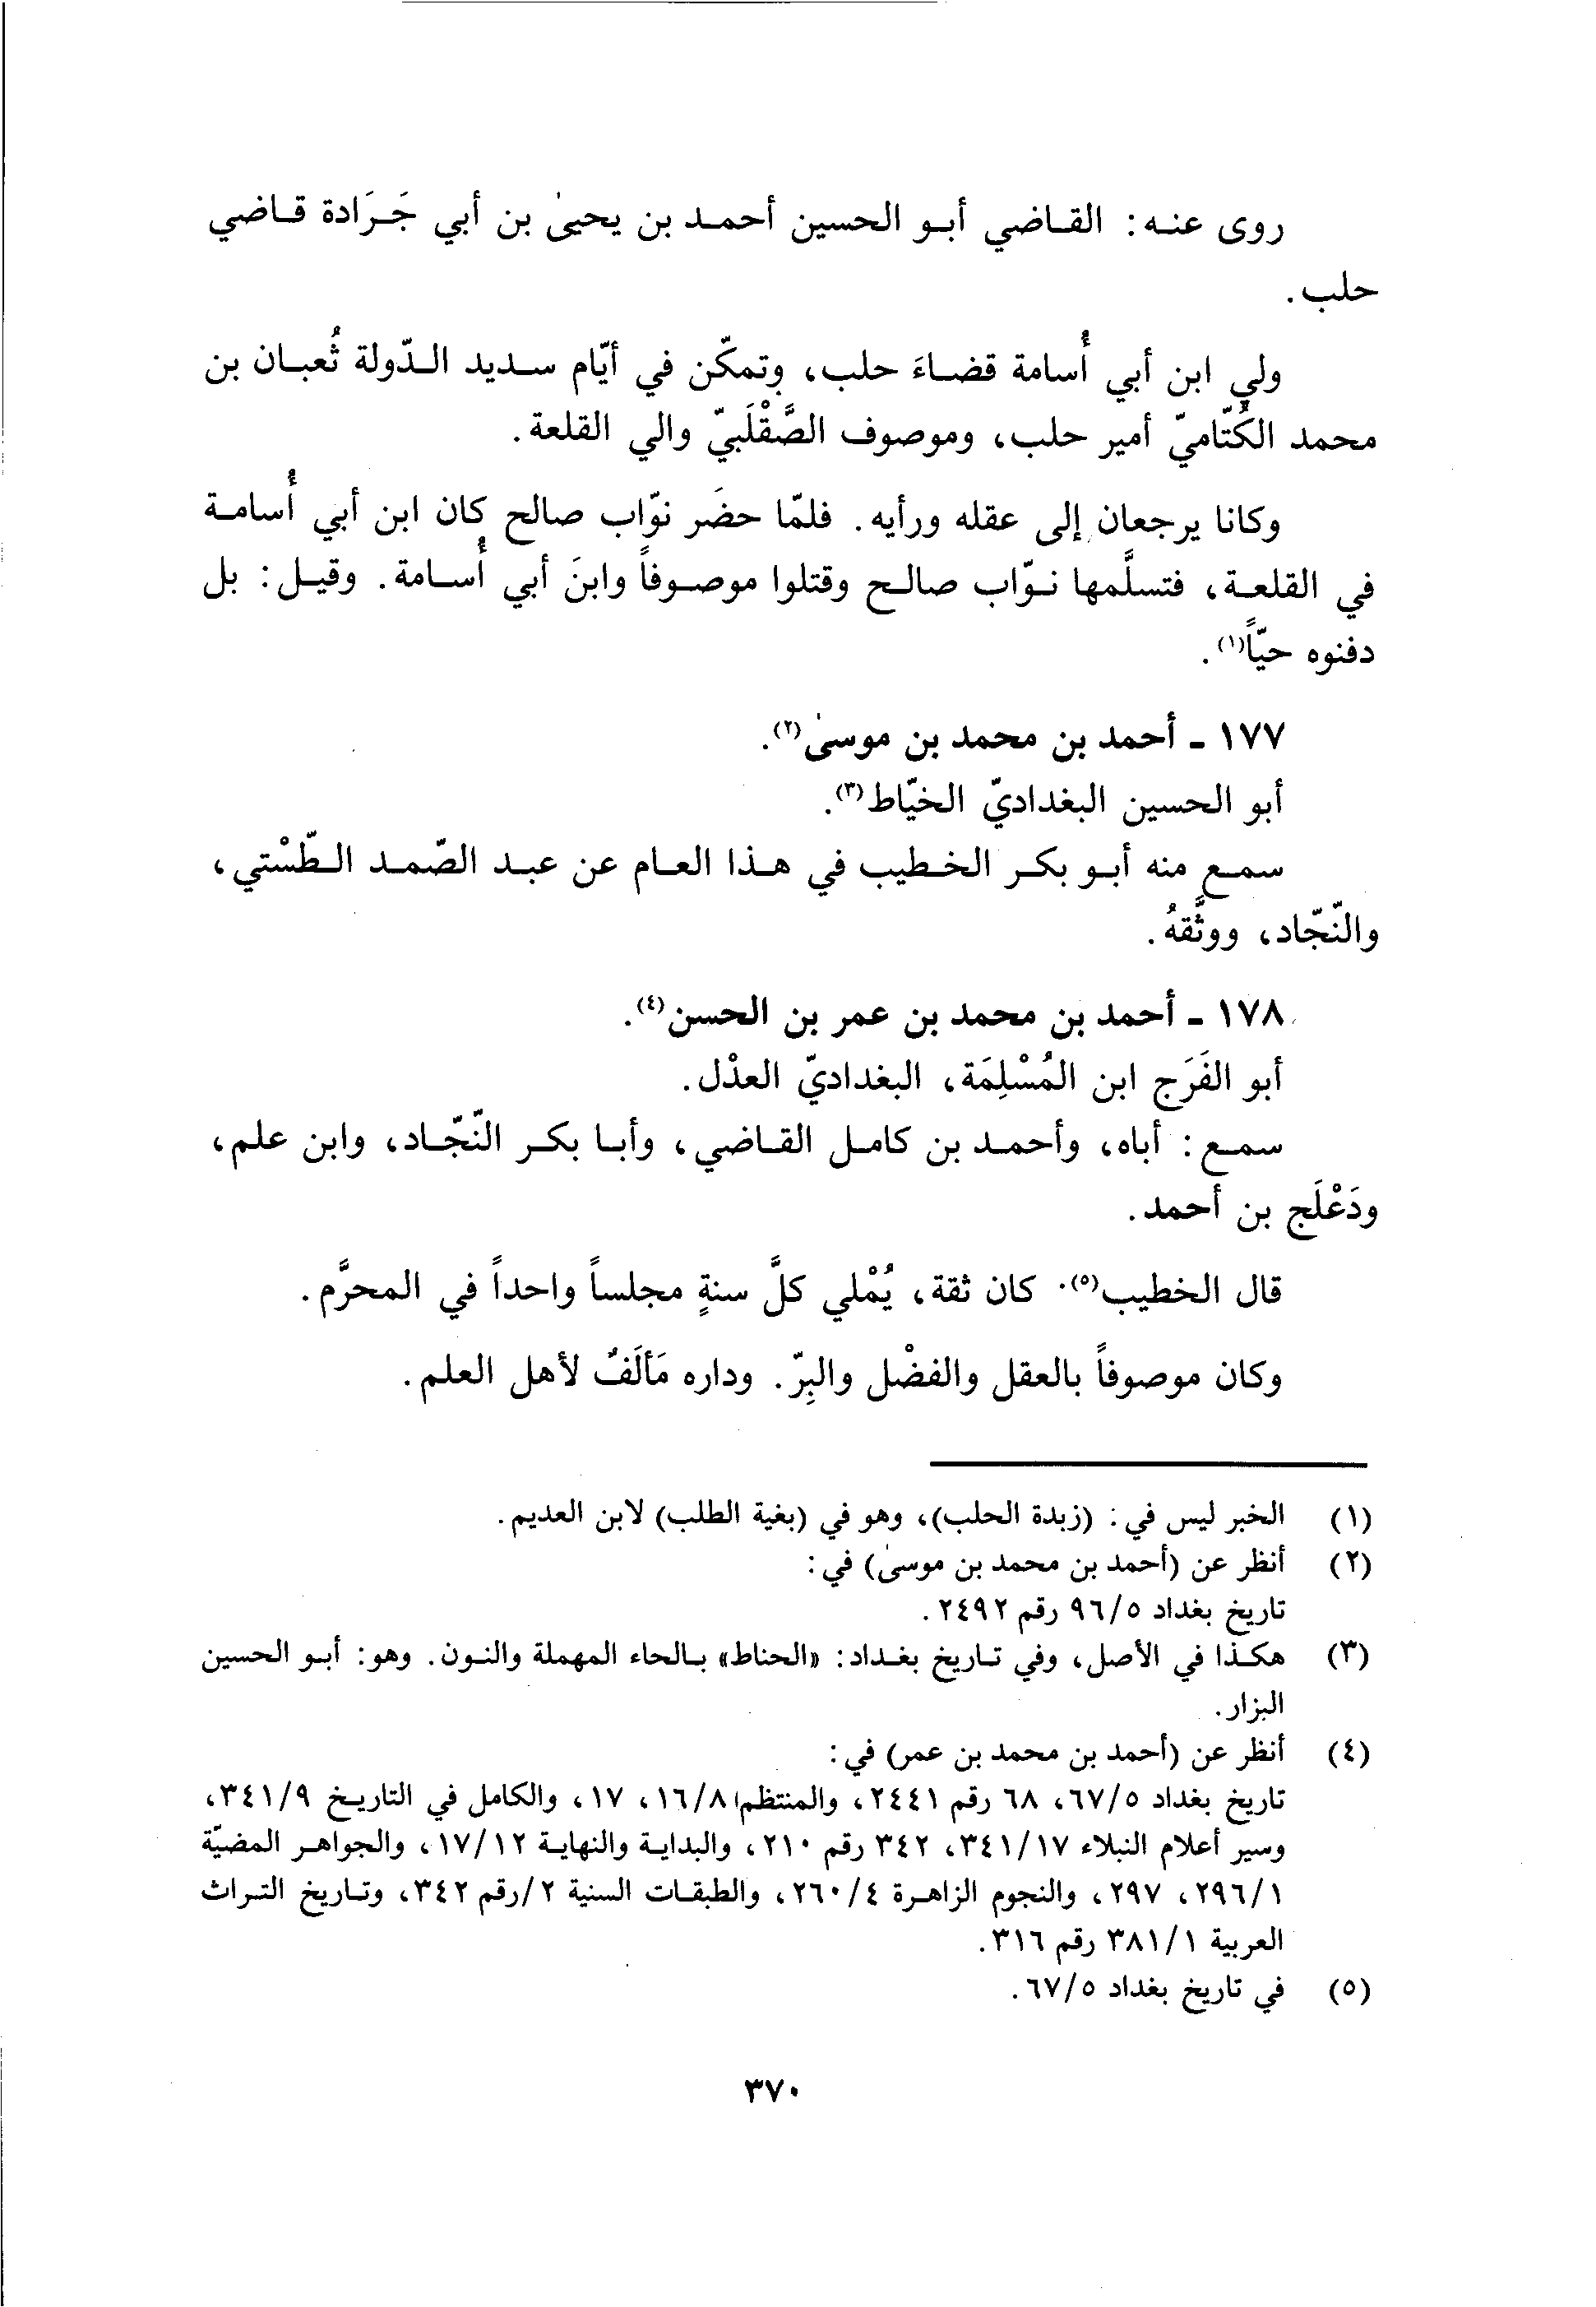 روى عنه: القاضي أبو الحسين أحمد بن يحيىٰ بن أبي جَرَادة قاضي
حلب.
ولي ابن أبي أُسامة قضاءَ حلب، وتمكّن في أيّام سديد الدّولة ثُعبان بن
محمد الكُتّاميّ أمير حلب، وموصوف الصَّقْلَبيّ والي القلعة.
وكانا يرجعان إلى عقله ورأيه. فلمّا حضَر نوّاب صالح كان ابن أبي أُسامة
في القلعة، فتسلَّمها نوّاب صالح وقتلوا موصوفاً وابنَ أبي أُسامة. وقيل: بل
دفنوه حيّاً(١).
١٧٧ - أحمد بن محمد بن موسىٰ(٢).
أبو الحسين البغداديّ الخيّاط(٣).
سمع منه أبو بكر الخطيب في هذا العام عن عبد الصّمد الطّسْتي،
والنّجّاد، ووثَّقهُ.
١٧٨ - أحمد بن محمد بن عمر بن الحسن(٤).
أبو الفَرَج ابن المُسْلِمَة، البغداديّ العدْل.
سمع: أباه، وأحمد بن كامل القاضي، وأبا بكر النّجّاد، وابن علم،
ودَعْلَج بن أحمد.
قال الخطيب(٥). كان ثقة، يُمْلي كلَّ سنةٍ مجلساً واحداً في المحرَّم.
وكان موصوفاً بالعقل والفضْل والبِرّ. وداره مَألَفٌ لأهل العلم.
(١) الخبر ليس في: (زبدة الحلب)، وهو في (بغية الطلب) لابن العديم.
(٢) أنظر عن (أحمد بن محمد بن موسىٰ) في:
تاريخ بغداد ٩٦/٥ رقم ٢٤٩٢.
(٣) هكذا في الأصل، وفي تاريخ بغداد: «الحناط» بالحاء المهملة والنون. وهو: أبو الحسين
البزار.
(٤) أنظر عن (أحمد بن محمد بن عمر) في:
تاريخ بغداد ٦٧/٥، ٦٨ رقم ٢٤٤١، والمنتظم ١٦/٨، ١٧، والكامل في التاريخ ٣٤١/٩،
وسير أعلام النبلاء ٣٤١/١٧، ٣٤٢ رقم ٢١٠، والبداية والنهاية ١٧/١٢، والجواهر المضيّة
٢٩٦/١، ٢٩٧، والنجوم الزاهرة ٢٦٠/٤، والطبقات السنية ٢/رقم ٣٤٢، وتاريخ التراث
العربية ٣٨١/١ رقم ٣١٦.
(٥) في تاريخ بغداد ٦٧/٥.
٣٧٠